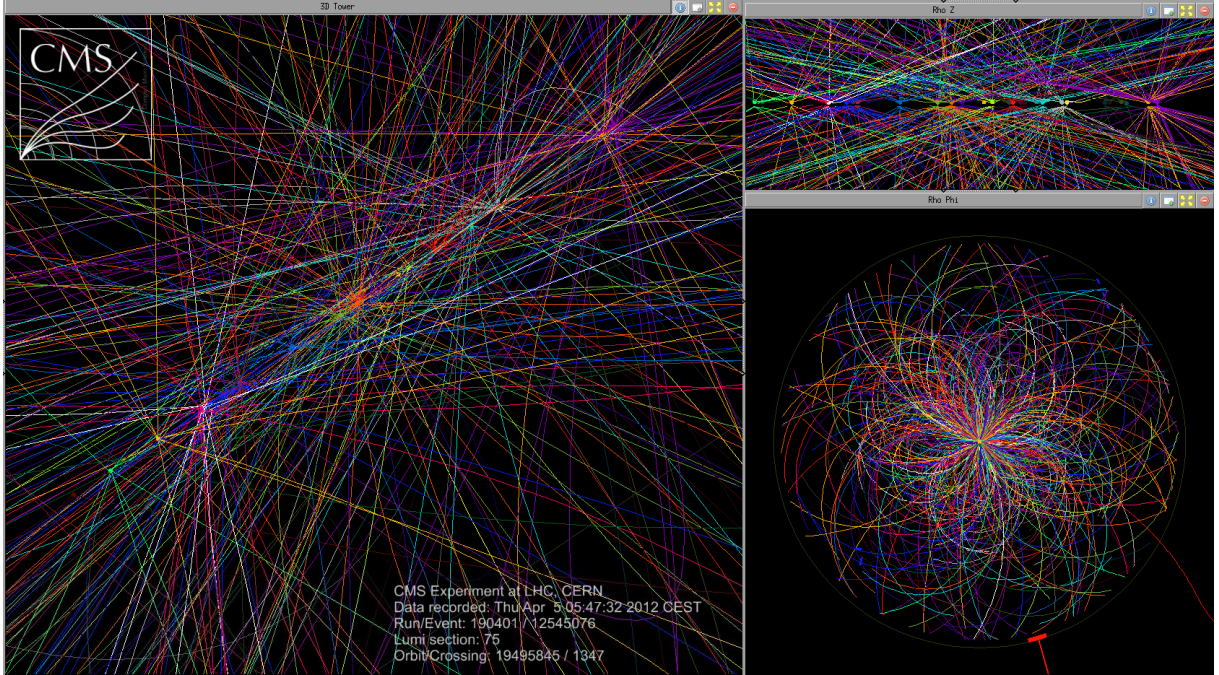 3D Tower
CMS
CMS Experiment at LHC, CERN
Data recorded: Thu Apr  5 05:47:32 2012 CEST
Run/Event: 190401 / 12545076
Lumi section: 75
Orbit/Crossing: 19495845 / 1347
Rho Z
Rho Phi